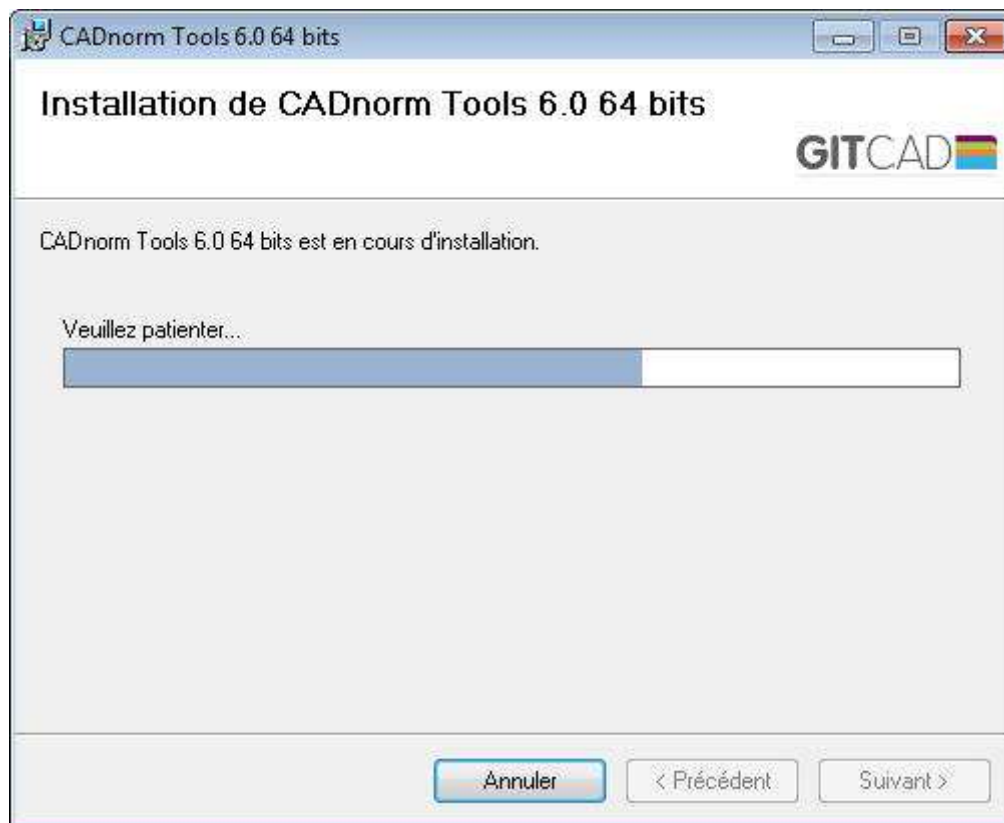 CADnorm Tools 6.0 64 bits
Installation de CADnorm Tools 6.0 64 bits
GITCAD
CADnorm Tools 6.0 64 bits est en cours d'installation.
Veuillez patienter...
Annuler
< Précédent
Suivant >